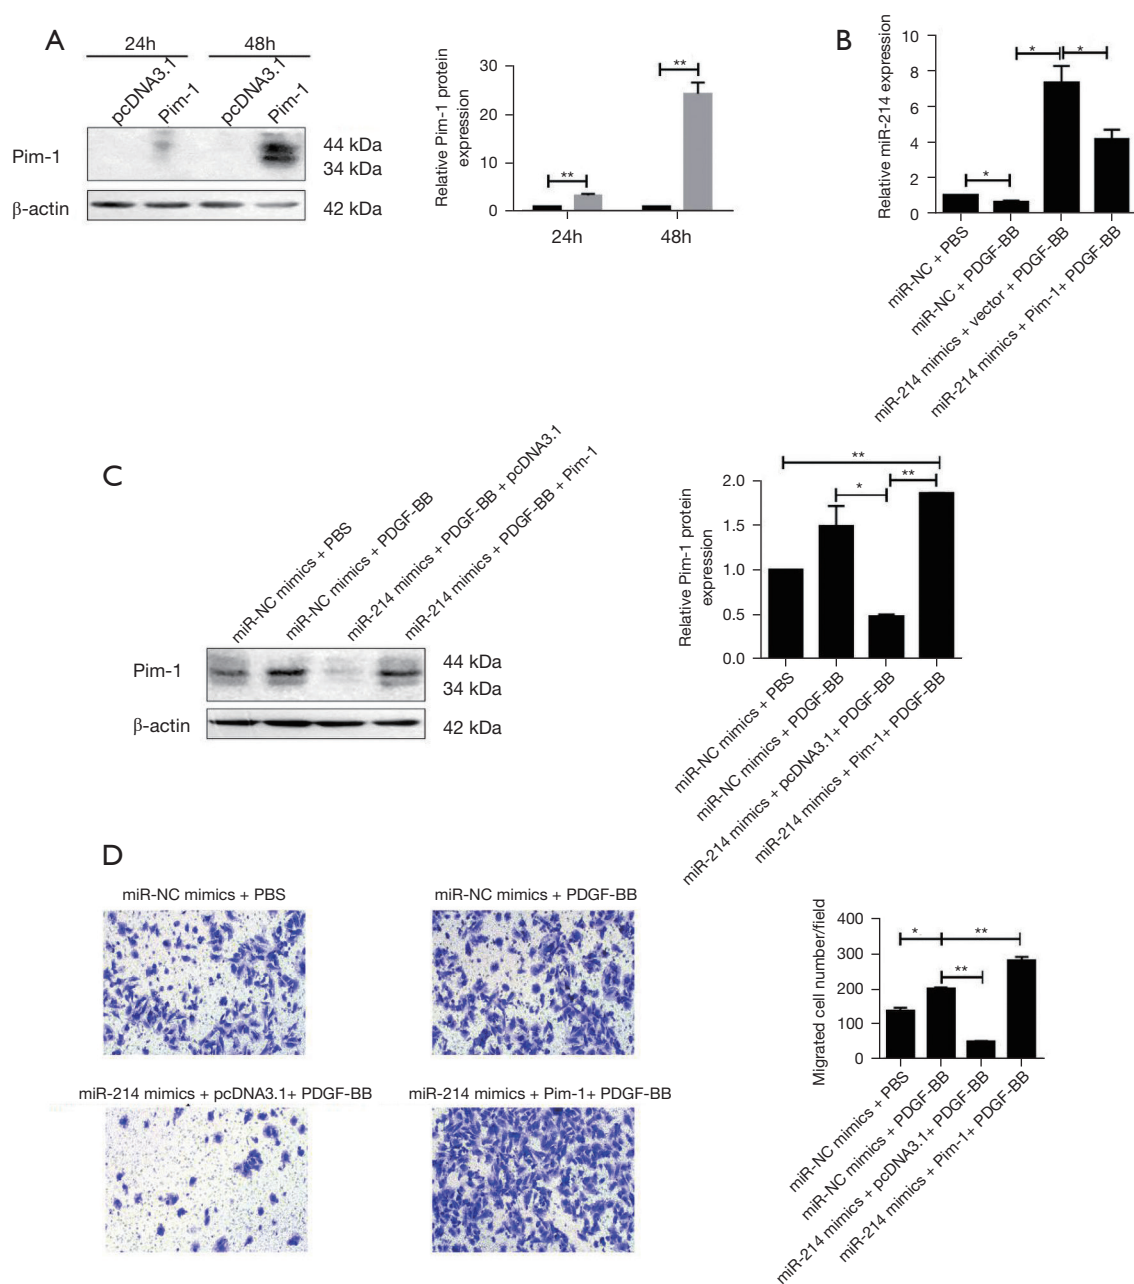 A
24h
48h
pcDNA3.1
Pim-1
pcDNA3.1
Pim-1
Pim-1
44 kDa
34 kDa
β-actin
42 kDa
Relative Pim-1 protein
expression
30
20
10
0
**
**
24h
48h
B
Relative miR-214 expression
10
8
6
4
2
0
*
*
*
miR-NC + PBS
miR-NC + PDGF-BB
miR-214 mimics + vector + PDGF-BB
miR-214 mimics + Pim-1+ PDGF-BB
C
miR-NC mimics + PBS
miR-NC mimics + PDGF-BB
miR-214 mimics + PDGF-BB + pcDNA3.1
miR-214 mimics + PDGF-BB + Pim-1
Pim-1
44 kDa
34 kDa
β-actin
42 kDa
Relative Pim-1 protein
expression
2.0
1.5
1.0
0.5
0.0
**
*
**
miR-NC mimics + PBS
miR-NC mimics + PDGF-BB
miR-214 mimics + pcDNA3.1+ PDGF-BB
miR-214 mimics + Pim-1+ PDGF-BB
D
miR-NC mimics + PBS
miR-NC mimics + PDGF-BB
miR-214 mimics + pcDNA3.1+ PDGF-BB
miR-214 mimics + Pim-1+ PDGF-BB
Migrated cell number/field
400
300
200
100
0
*
**
**
miR-NC mimics + PBS
miR-NC mimics + PDGF-BB
miR-214 mimics + pcDNA3.1+ PDGF-BB
miR-214 mimics + Pim-1+ PDGF-BB